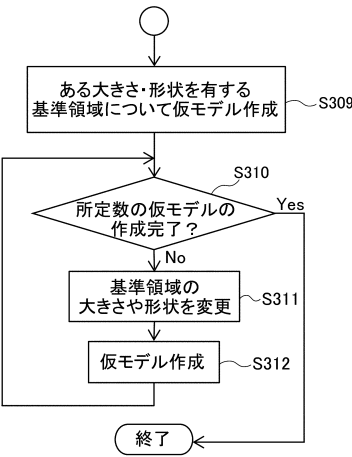 ある大きさ・形状を有する
基準領域について仮モデル作成
S309
S310
所定数の仮モデルの
作成完了？
Yes
No
基準領域の
大きさや形状を変更
S311
仮モデル作成
S312
終了